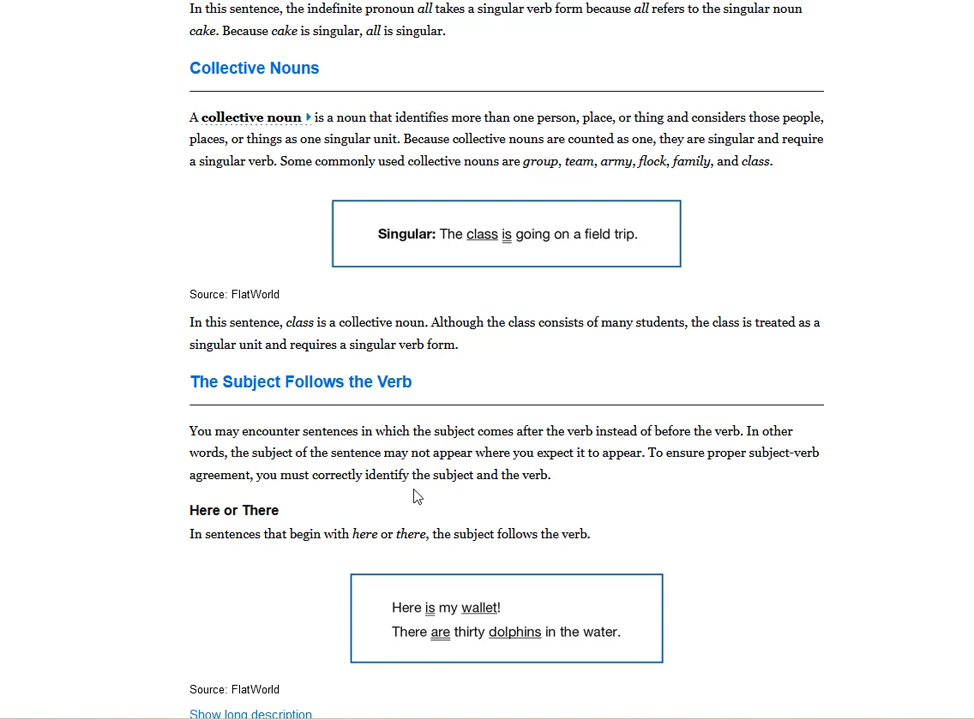 In this sentence, the indefinite pronoun all takes a singular verb form because all refers to the singular noun
cake. Because cake is singular, all is singular.
Collective Nouns
A collective noun is a noun that identifies more than one person, place, or thing and considers those people,
places, or things as one singular unit. Because collective nouns are counted as one, they are singular and require
a singular verb. Some commonly used collective nouns are group, team, army, flock, family, and class.
Singular: The class is going on a field trip.
Source: FlatWorld
In this sentence, class is a collective noun. Although the class consists of many students, the class is treated as a
singular unit and requires a singular verb form.
The Subject Follows the Verb
You may encounter sentences in which the subject comes after the verb instead of before the verb. In other
words, the subject of the sentence may not appear where you expect it to appear. To ensure proper subject-verb
agreement, you must correctly identify the subject and the verb.
Here or There
In sentences that begin with here or there, the subject follows the verb.
Here is my wallet!
There are thirty dolphins in the water.
Source: FlatWorld
Show long description